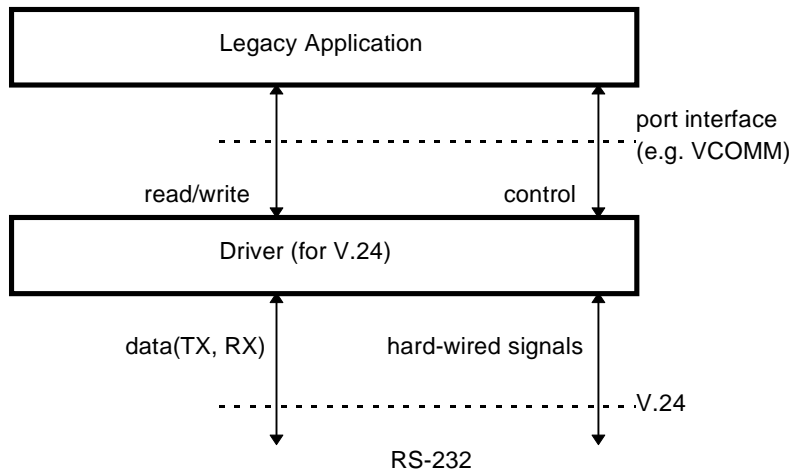 Legacy Application
port interface
(e.g. VCOMM)
read/write
control
Driver (for V.24)
data(TX, RX)
hard-wired signals
V.24
RS-232